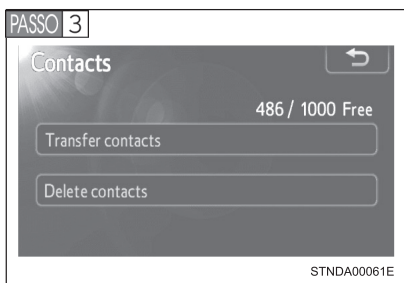 PASSO 3
Contacts
486 / 1000 Free
Transfer contacts
Delete contacts
STNDA00061E